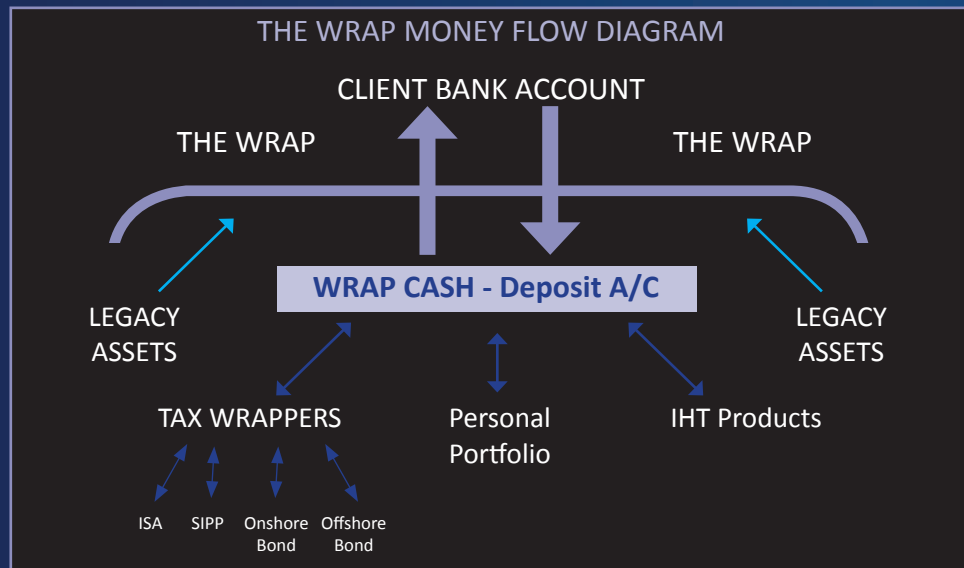 THE WRAP MONEY FLOW DIAGRAM
CLIENT BANK ACCOUNT
THE WRAP
THE WRAP
WRAP CASH - Deposit A/C
LEGACY
ASSETS
LEGACY
ASSETS
TAX WRAPPERS
Personal
Portfolio
IHT Products
ISA
SIPP
Onshore
Bond
Offshore
Bond